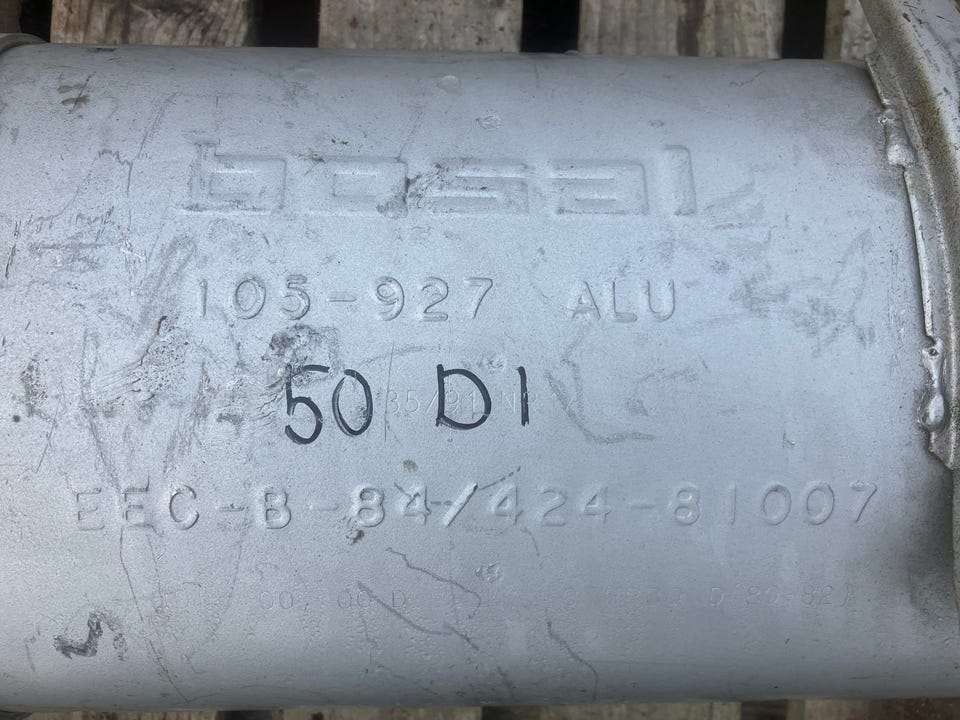 bosal
105-927 ALU
50 D1
EEC-B-84/424-81007